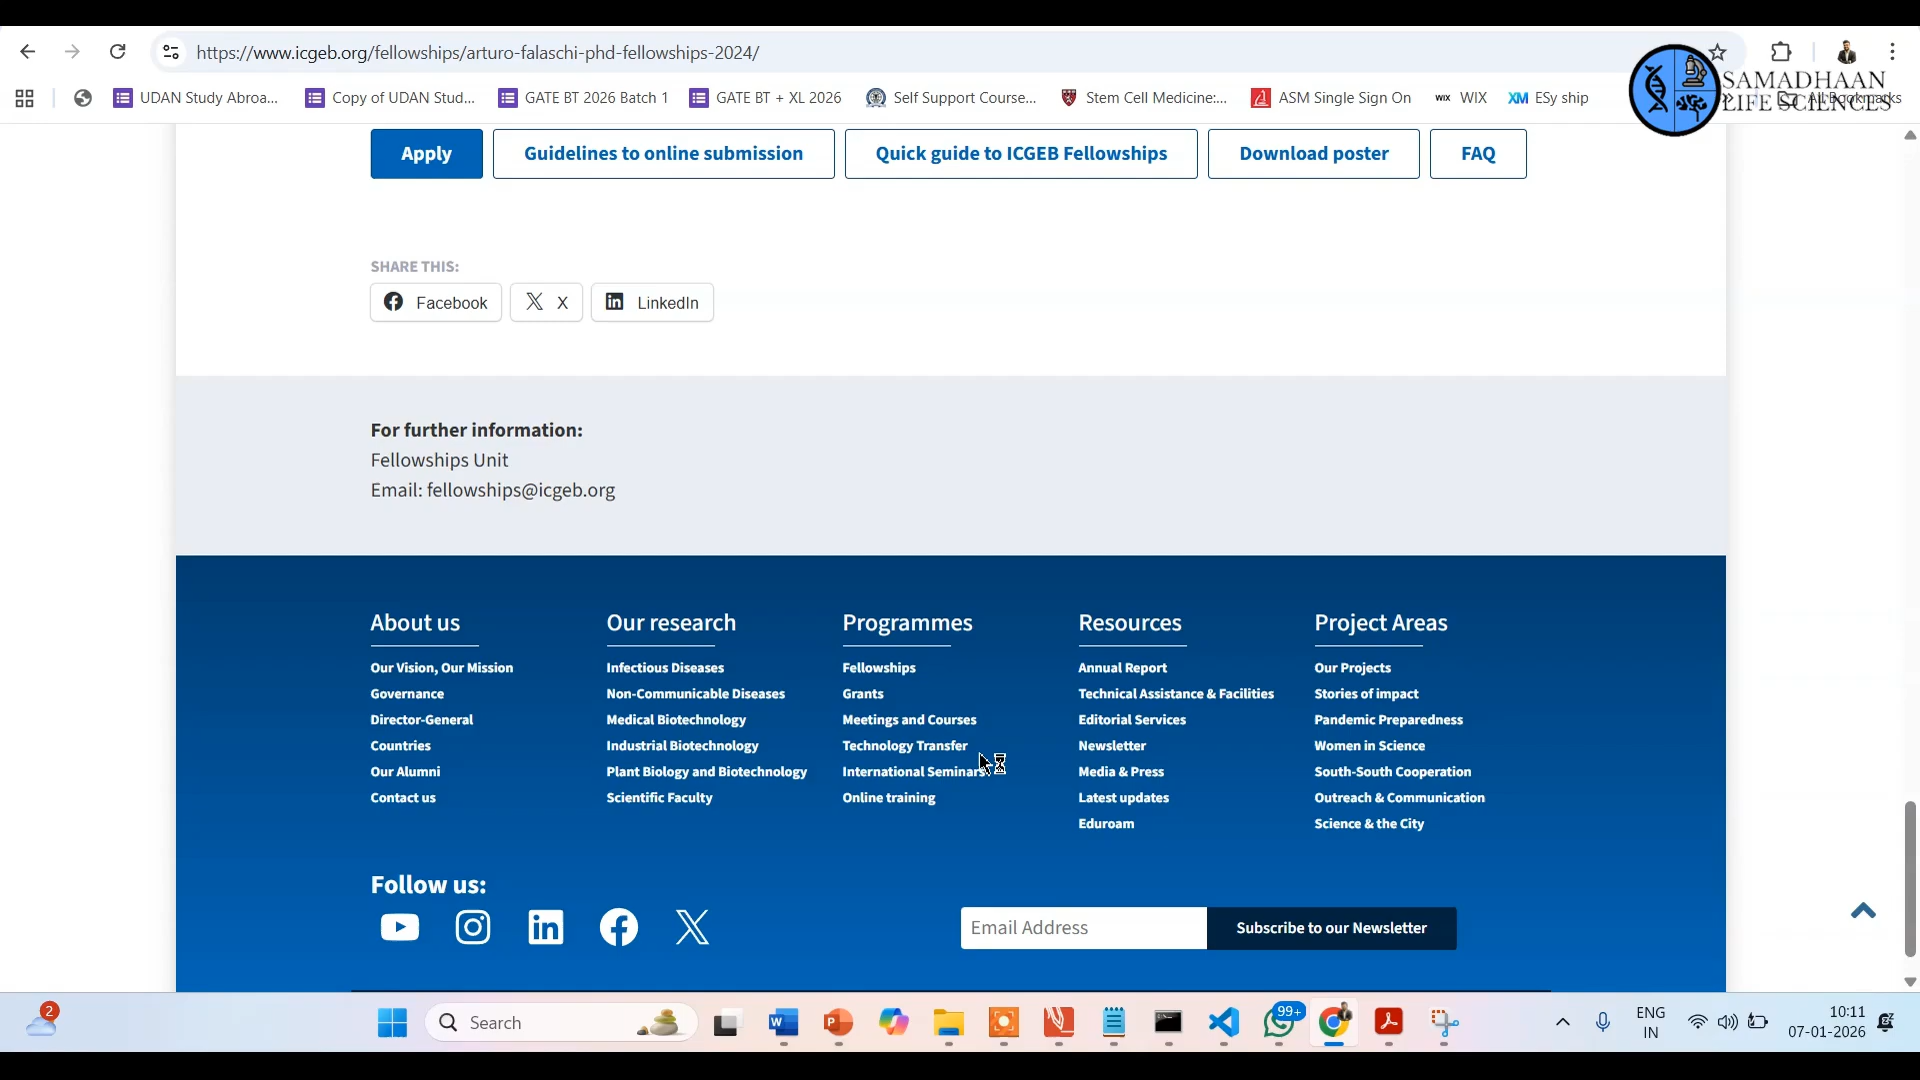 https://www.icgeb.org/fellowships/arturo-falaschi-phd-fellowships-2024/
UDAN Study Abroa...
Copy of UDAN Stud...
GATE BT 2026 Batch 1
GATE BT + XL 2026
Self Support Course...
Stem Cell Medicine:...
ASM Single Sign On
WIX WIX
XM ESy ship
All Bookmarks
SAMADHAAN
LIFE SCIENCES
Apply
Guidelines to online submission
Quick guide to ICGEB Fellowships
Download poster
FAQ
SHARE THIS:
Facebook
X
LinkedIn
For further information:
Fellowships Unit
Email: fellowships@icgeb.org
About us
Our Vision, Our Mission
Governance
Director-General
Countries
Our Alumni
Contact us
Our research
Infectious Diseases
Non-Communicable Diseases
Medical Biotechnology
Industrial Biotechnology
Plant Biology and Biotechnology
Scientific Faculty
Programmes
Fellowships
Grants
Meetings and Courses
Technology Transfer
International Seminars
Online training
Resources
Annual Report
Technical Assistance & Facilities
Editorial Services
Newsletter
Media & Press
Latest updates
Eduroam
Project Areas
Our Projects
Stories of impact
Pandemic Preparedness
Women in Science
South-South Cooperation
Outreach & Communication
Science & the City
Follow us:
Email Address
Subscribe to our Newsletter
2
Search
99+
ENG
IN
10:11
07-01-2026